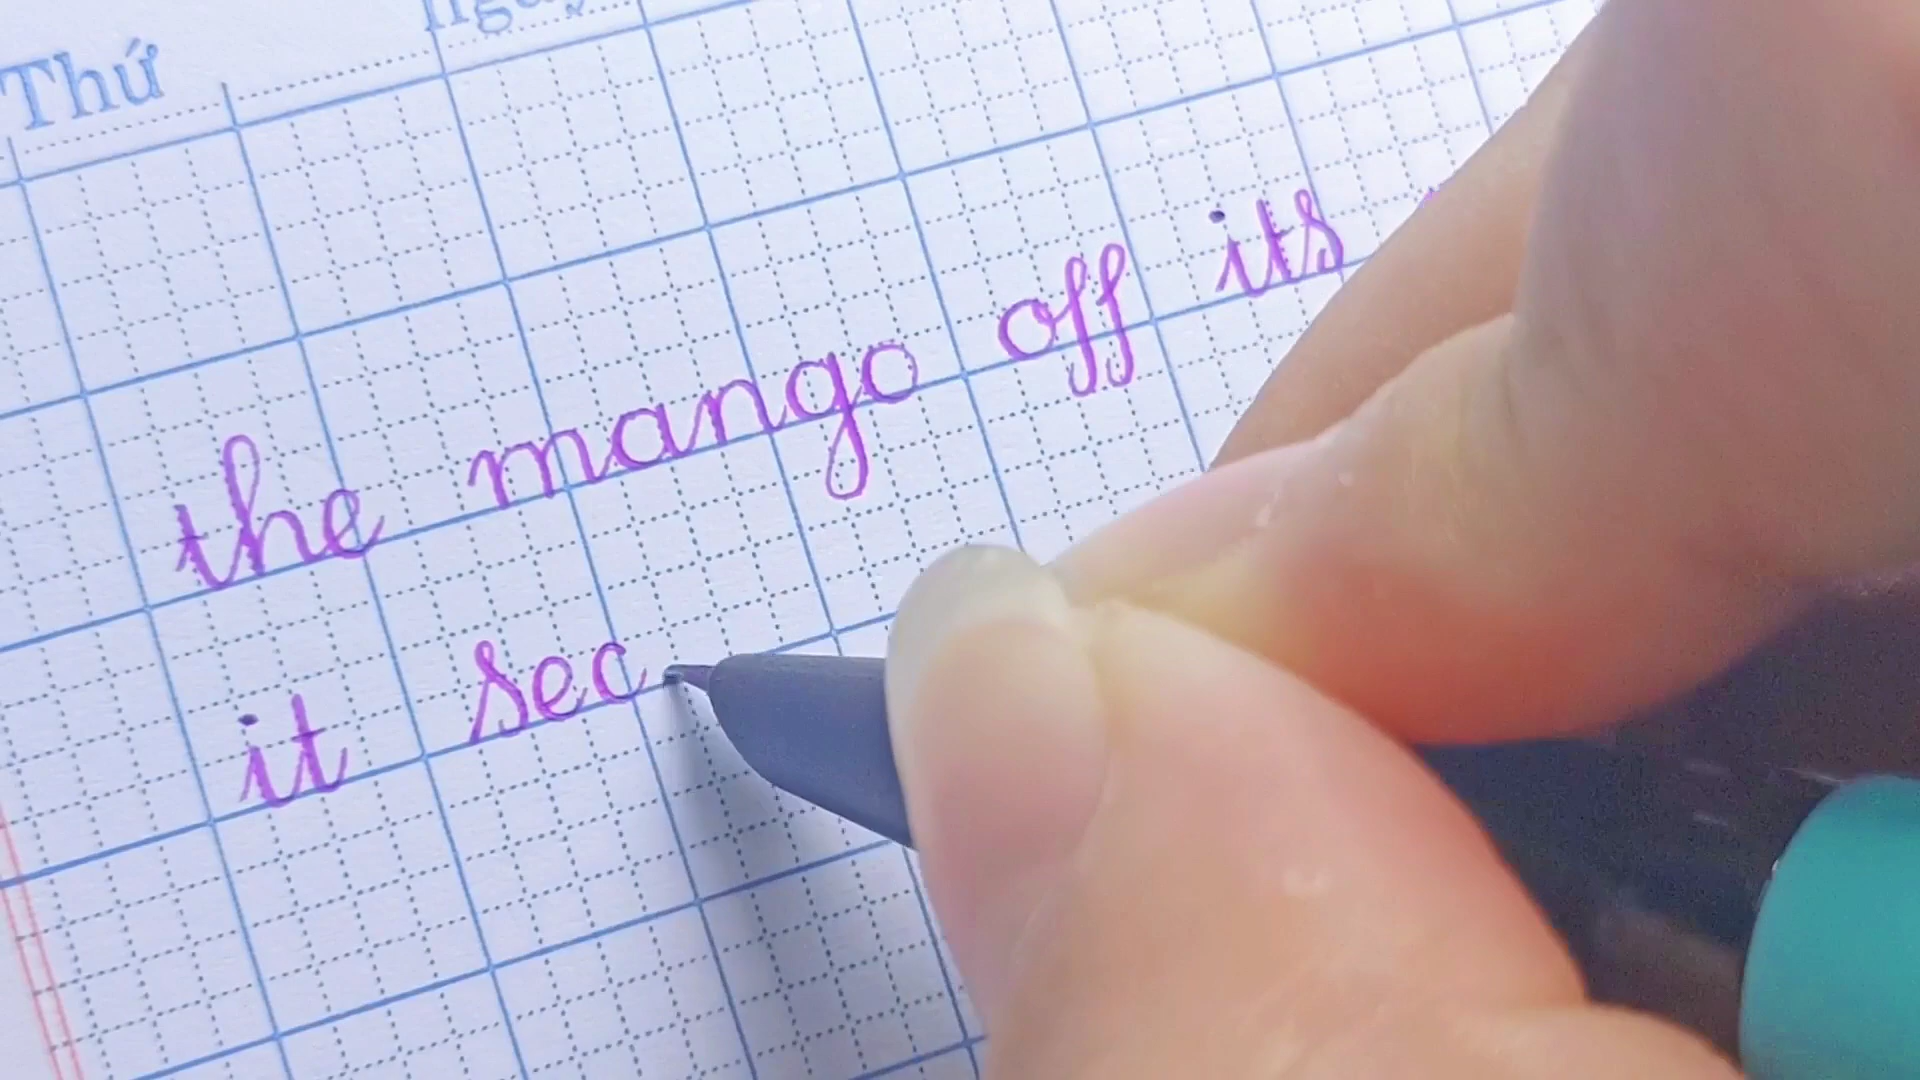 Thứ
the mango off its
it sec